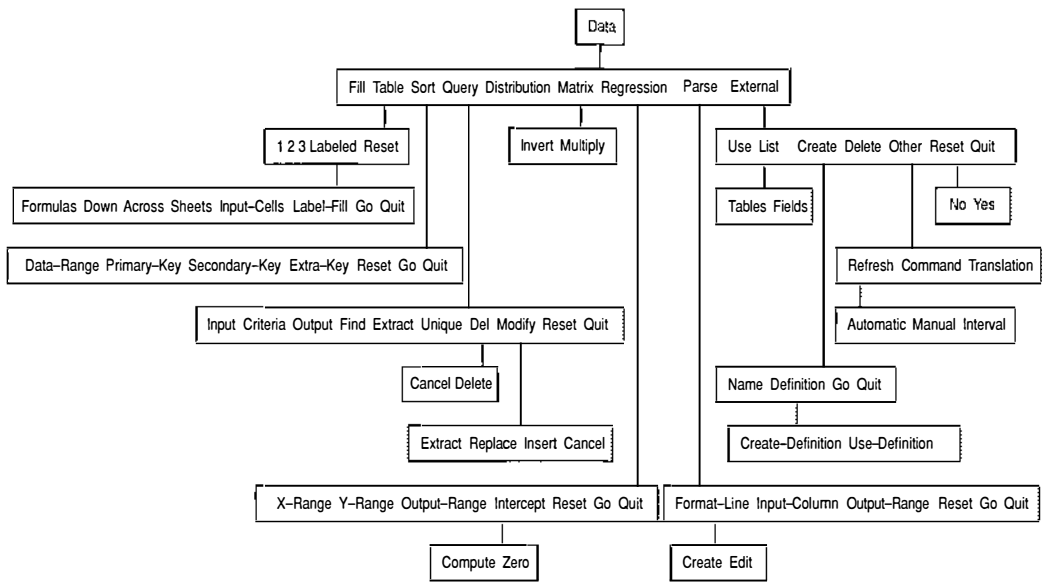 Data
Fill Table Sort Query Distribution Matrix Regression Parse External
1 2 3 Labeled Reset
Invert Multiply
Use List Create Delete Other Reset Quit
Formulas Down Across Sheets Input-Cells Label-Fill Go Quit
Tables Fields
No Yes
Data-Range Primary-Key Secondary-Key Extra-Key Reset Go Quit
Refresh Command Translation
Input Criteria Output Find Extract Unique Del Modify Reset Quit
Automatic Manual Interval
Cancel Delete
Name Definition Go Quit
Extract Replace Insert Cancel
Create-Definition Use-Definition
X-Range Y-Range Output-Range Intercept Reset Go Quit
Format-Line Input-Column Output-Range Reset Go Quit
Compute Zero
Create Edit